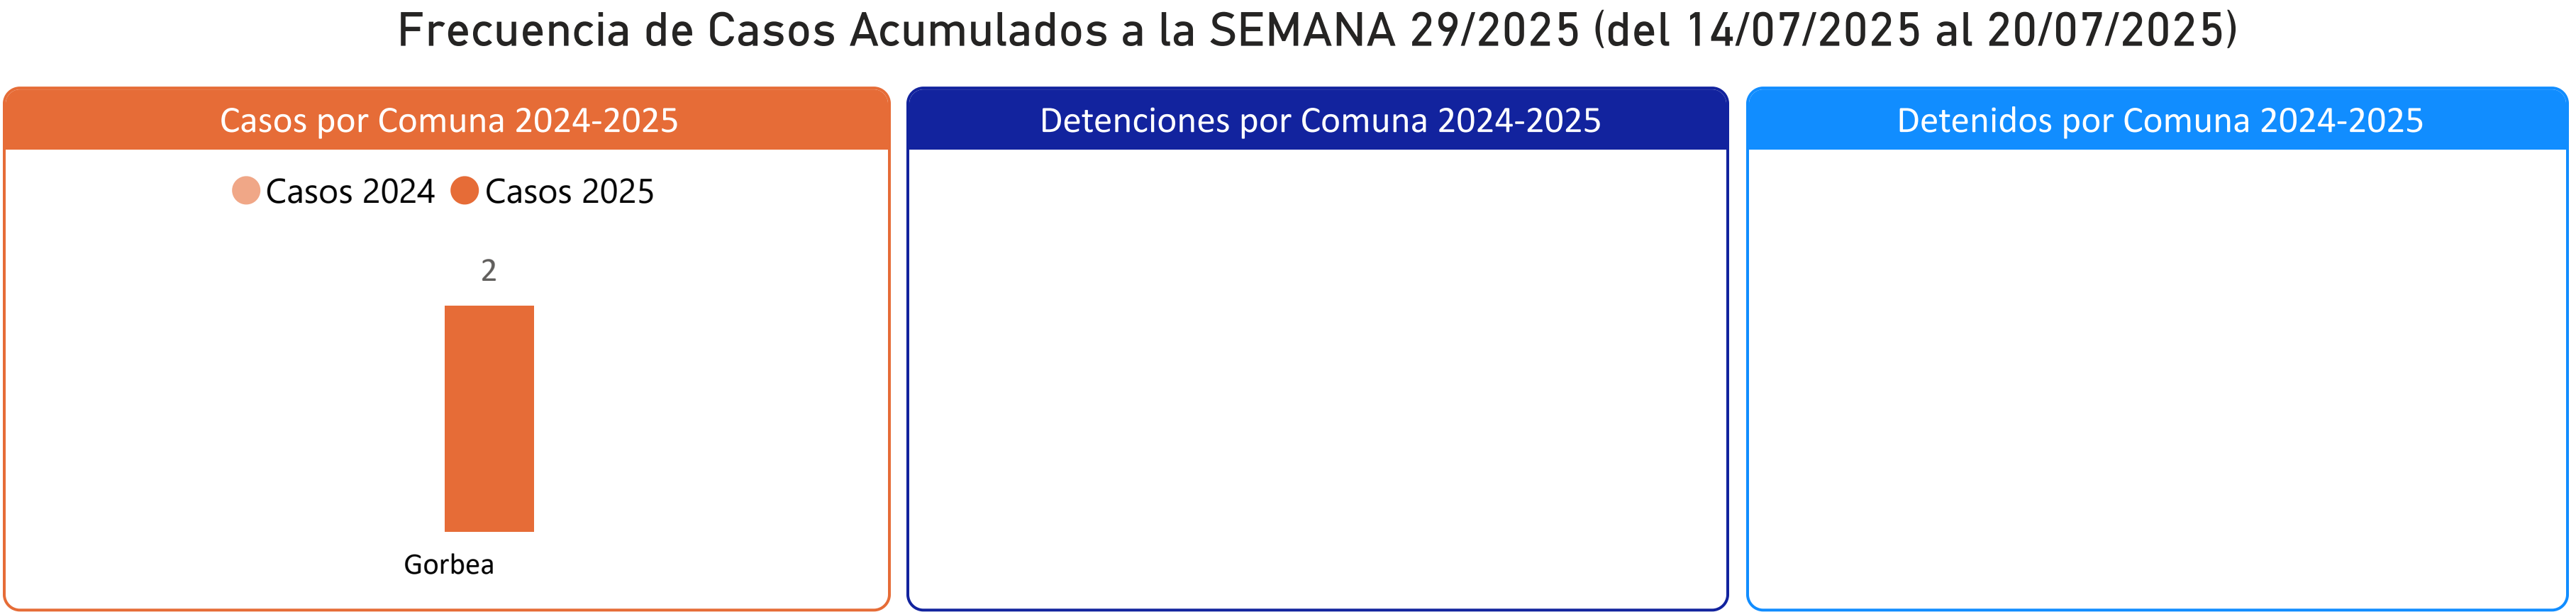 Frecuencia de Casos Acumulados a la SEMANA 29/2025 (del 14/07/2025 al 20/07/2025)
Casos por Comuna 2024-2025
Casos 2024 Casos 2025
2
Gorbea
Detenciones por Comuna 2024-2025
Detenidos por Comuna 2024-2025